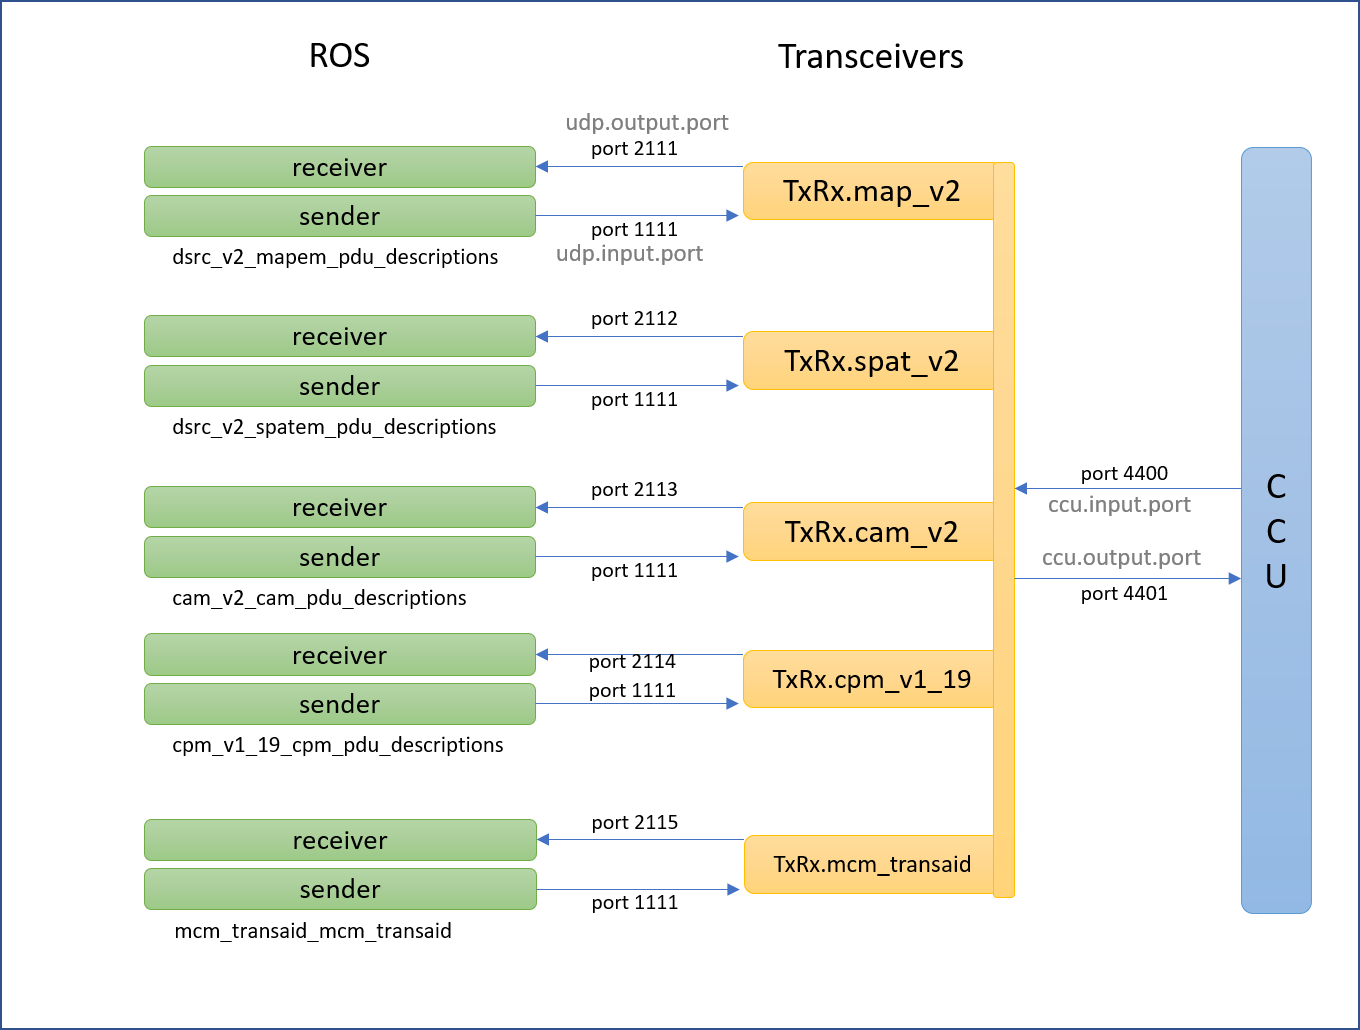 ROS
Transceivers
udp.output.port
port 2111
receiver
TxRx.map_v2
sender
port 1111
udp.input.port
dsrc_v2_mapem_pdu_descriptions
port 2112
receiver
TxRx.spat_v2
sender
port 1111
dsrc_v2_spatem_pdu_descriptions
port 2113
receiver
TxRx.cam_v2
sender
port 1111
cam_v2_cam_pdu_descriptions
receiver
port 2114
TxRx.cpm_v1_19
port 1111
sender
cpm_v1_19_cpm_pdu_descriptions
port 2115
receiver
TxRx.mcm_transaid
sender
port 1111
mcm_transaid_mcm_transaid
port 4400
ccu.input.port
ccu.output.port
port 4401
C
C
U